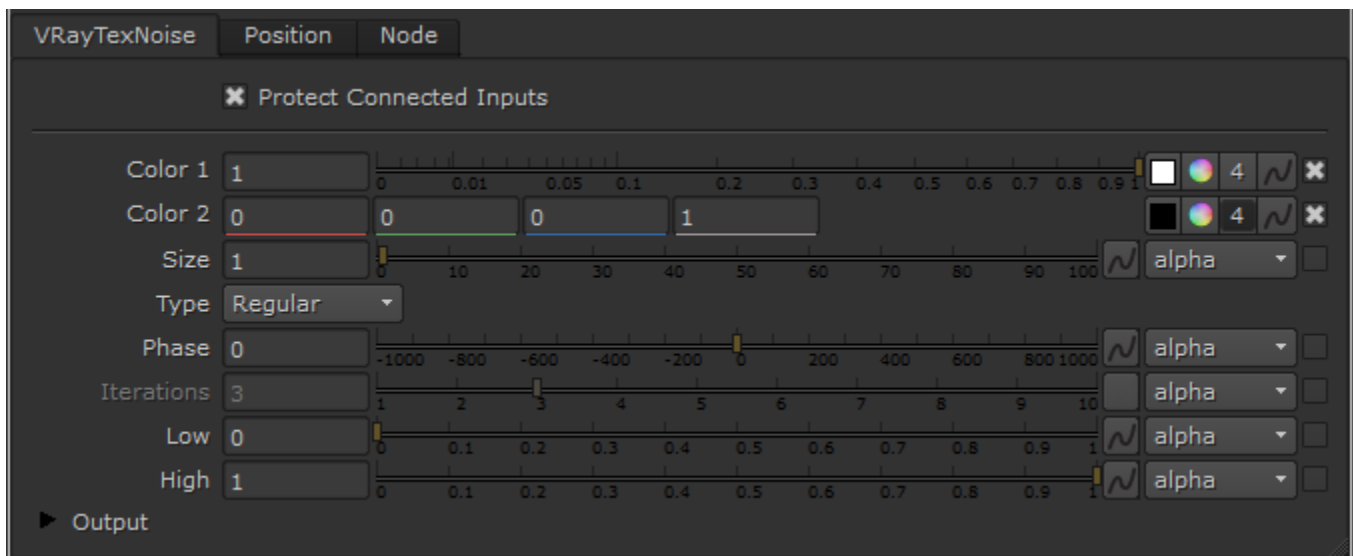 VRayTexNoise Position Node
Protect Connected Inputs
Color 1 1 0 0.01 0.05 0.1 0.2 0.3 0.4 0.5 0.6 0.7 0.8 0.9 1 4
Color 2 0 0 0 1 4
Size 1 0 10 20 30 40 50 60 70 80 90 100 alpha
Type Regular
Phase 0 -1000 -800 -600 -400 -200 0 200 400 600 800 1000 alpha
Iterations 3 1 2 3 4 5 6 7 8 9 10 alpha
Low 0 0 0.1 0.2 0.3 0.4 0.5 0.6 0.7 0.8 0.9 1 alpha
High 1 0 0.1 0.2 0.3 0.4 0.5 0.6 0.7 0.8 0.9 1 alpha
Output